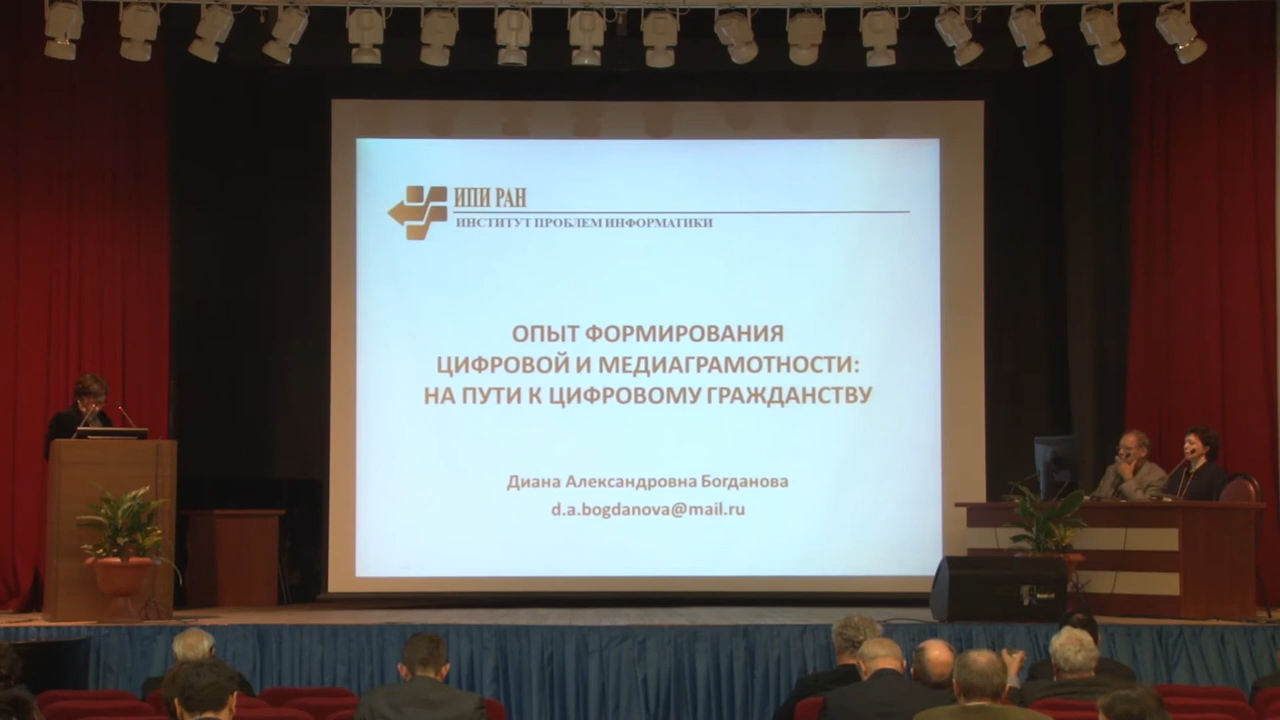 ИПИ РАН
ИНСТИТУТ ПРОБЛЕМ ИНФОРМАТИКИ
ОПЫТ ФОРМИРОВАНИЯ
ЦИФРОВОЙ И МЕДИАГРАМОТНОСТИ:
НА ПУТИ К ЦИФРОВОМУ ГРАЖДАНСТВУ
Диана Александровна Богданова
d.a.bogdanova@mail.ru